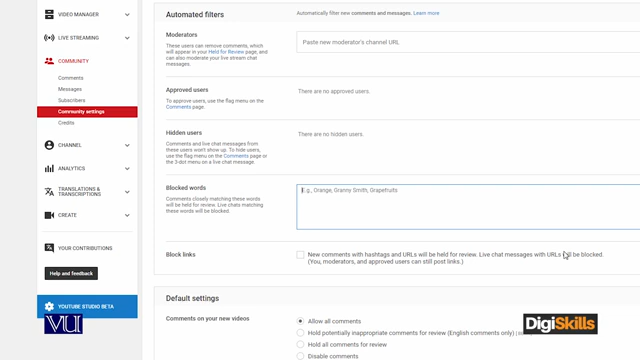 VIDEO MANAGER
LIVE STREAMING
COMMUNITY
Comments
Messages
Subscribers
Community settings
Credits
CHANNEL
ANALYTICS
TRANSLATIONS &
TRANSCRIPTIONS
CREATE
YOUR CONTRIBUTIONS
Help and feedback
YOUTUBE STUDIO BETA
VU
Automated filters
Automatically filter new comments and messages. Learn more
Moderators
These users can remove comments, which
will appear in your Held for Review page, and
can also moderate your live stream chat
messages.
Paste new moderator's channel URL
Approved users
To approve users, use the flag menu on the
Comments page.
There are no approved users.
Hidden users
Comments and live chat messages from
these users won't show up. To hide users,
use the flag menu on the Comments page or
the 3-dot menu on a live chat message.
There are no hidden users.
Blocked words
Comments closely matching these words
will be held for review. Live chats matching
these words will be blocked.
E.g., Orange, Granny Smith, Grapefruits
Block links
New comments with hashtags and URLs will be held for review. Live chat messages with URLs will be blocked.
(You, moderators, and approved users can still post links.)
Default settings
Comments on your new videos
Allow all comments
Hold potentially inappropriate comments for review (English comments only)
Hold all comments for review
Disable comments
DigiSkills